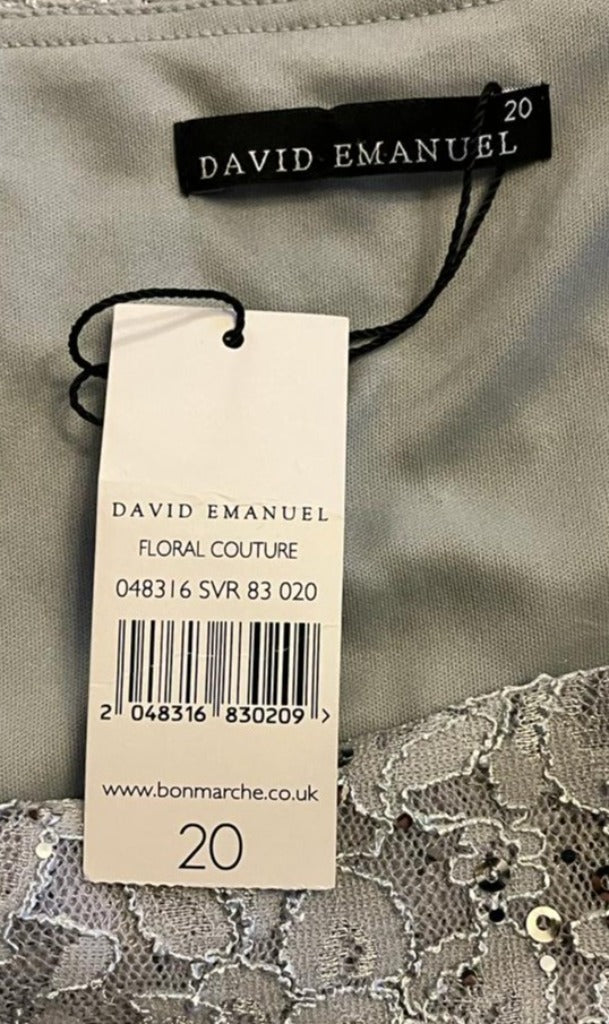 20
DAVID EMANUEL
DAVID EMANUEL
FLORAL COUTURE
048316 SVR 83 020
2 048316 830209 >
www.bonmarche.co.uk
20